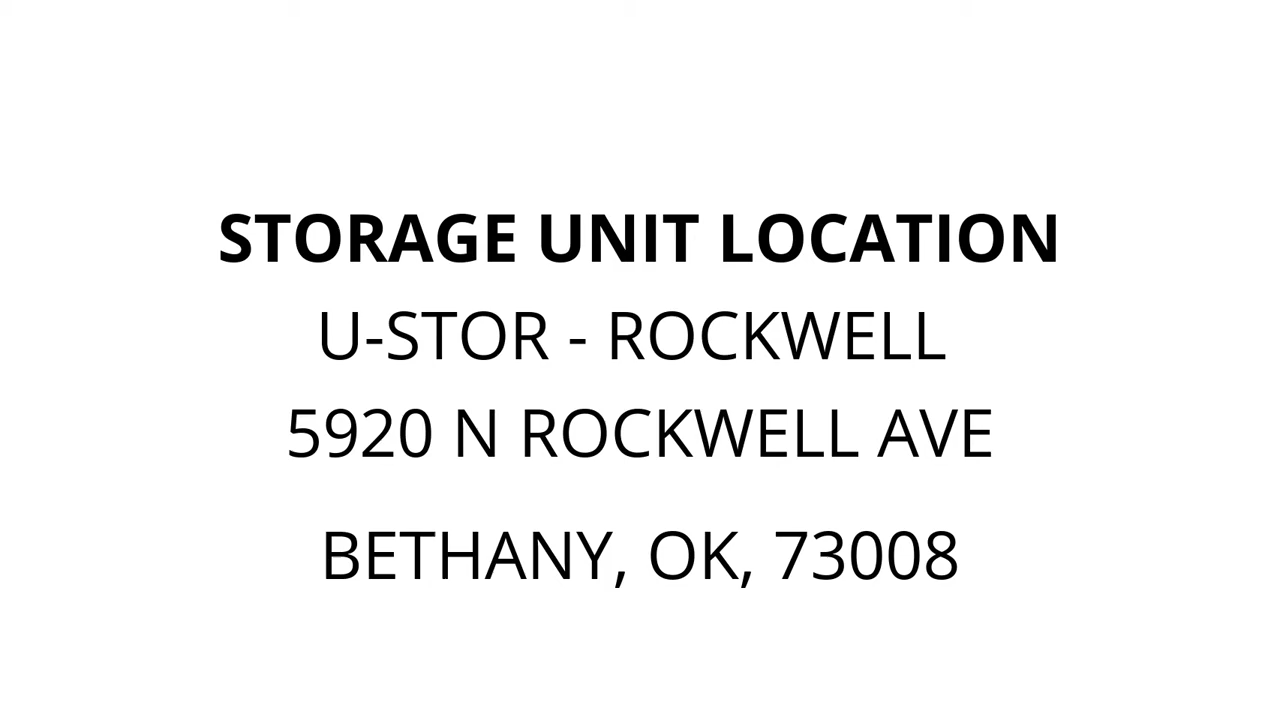 STORAGE UNIT LOCATION
U-STOR - ROCKWELL
5920 N ROCKWELL AVE
BETHANY, OK, 73008